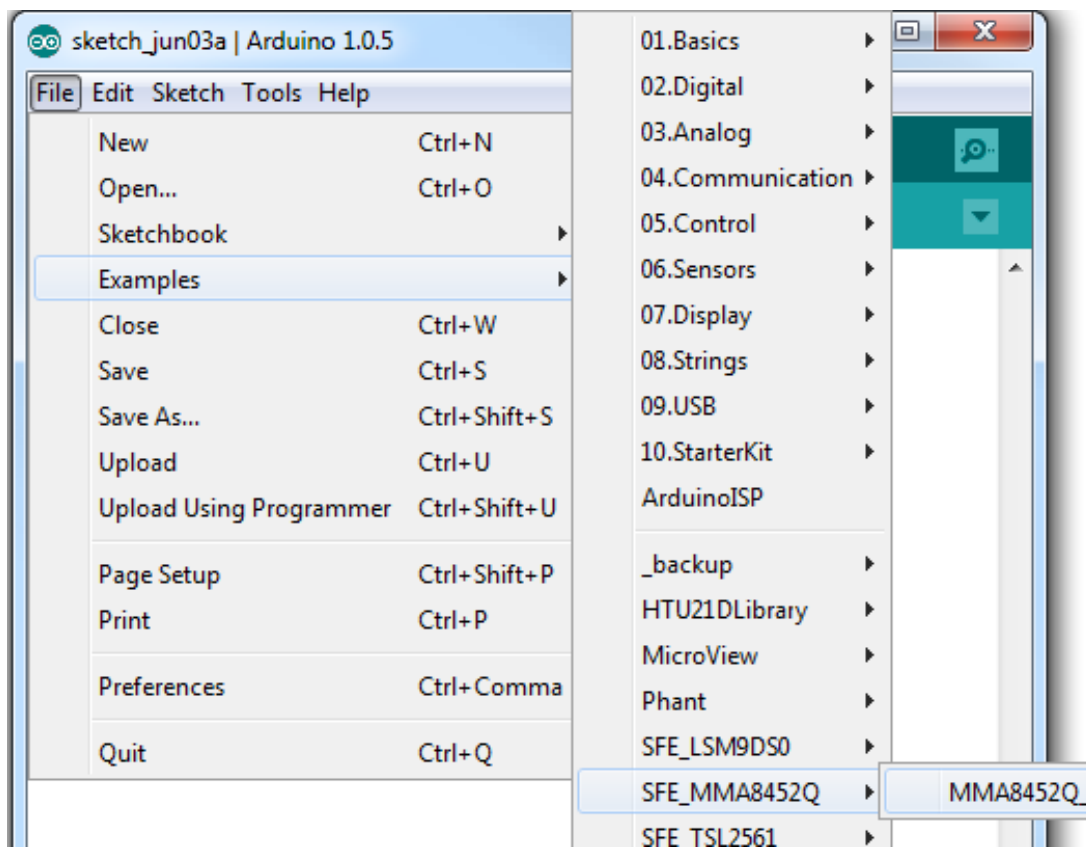 sketch_jun03a | Arduino 1.0.5
File Edit Sketch Tools Help
New Ctrl+N
Open... Ctrl+O
Sketchbook
Examples
Close Ctrl+W
Save Ctrl+S
Save As... Ctrl+Shift+S
Upload Ctrl+U
Upload Using Programmer Ctrl+Shift+U
Page Setup Ctrl+Shift+P
Print Ctrl+P
Preferences Ctrl+Comma
Quit Ctrl+Q
01.Basics
02.Digital
03.Analog
04.Communication
05.Control
06.Sensors
07.Display
08.Strings
09.USB
10.StarterKit
ArduinoISP
_backup
HTU21DLibrary
MicroView
Phant
SFE_LSM9DS0
SFE_MMA8452Q
SFE_TSL2561
MMA8452Q_